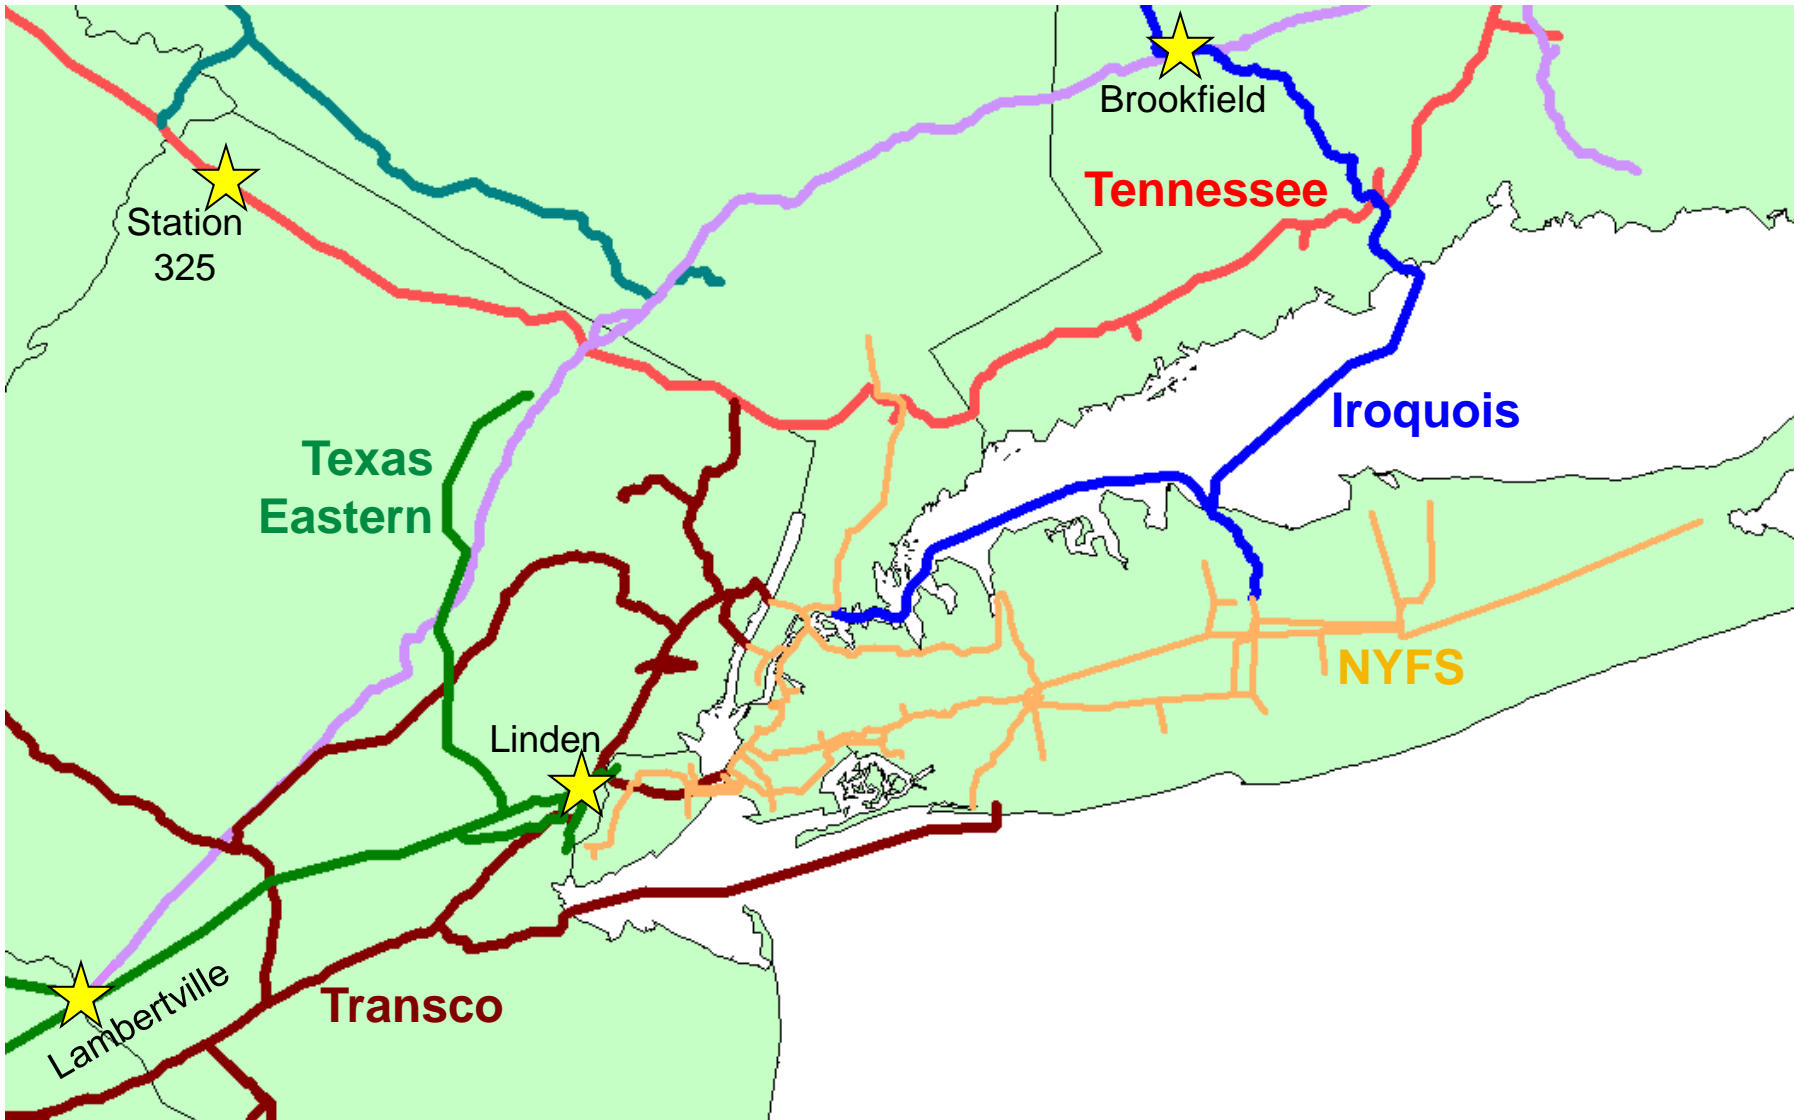 Brookfield
Tennessee
Station
325
Iroquois
Texas
Eastern
NYFS
Linden
Lambertville
Transco